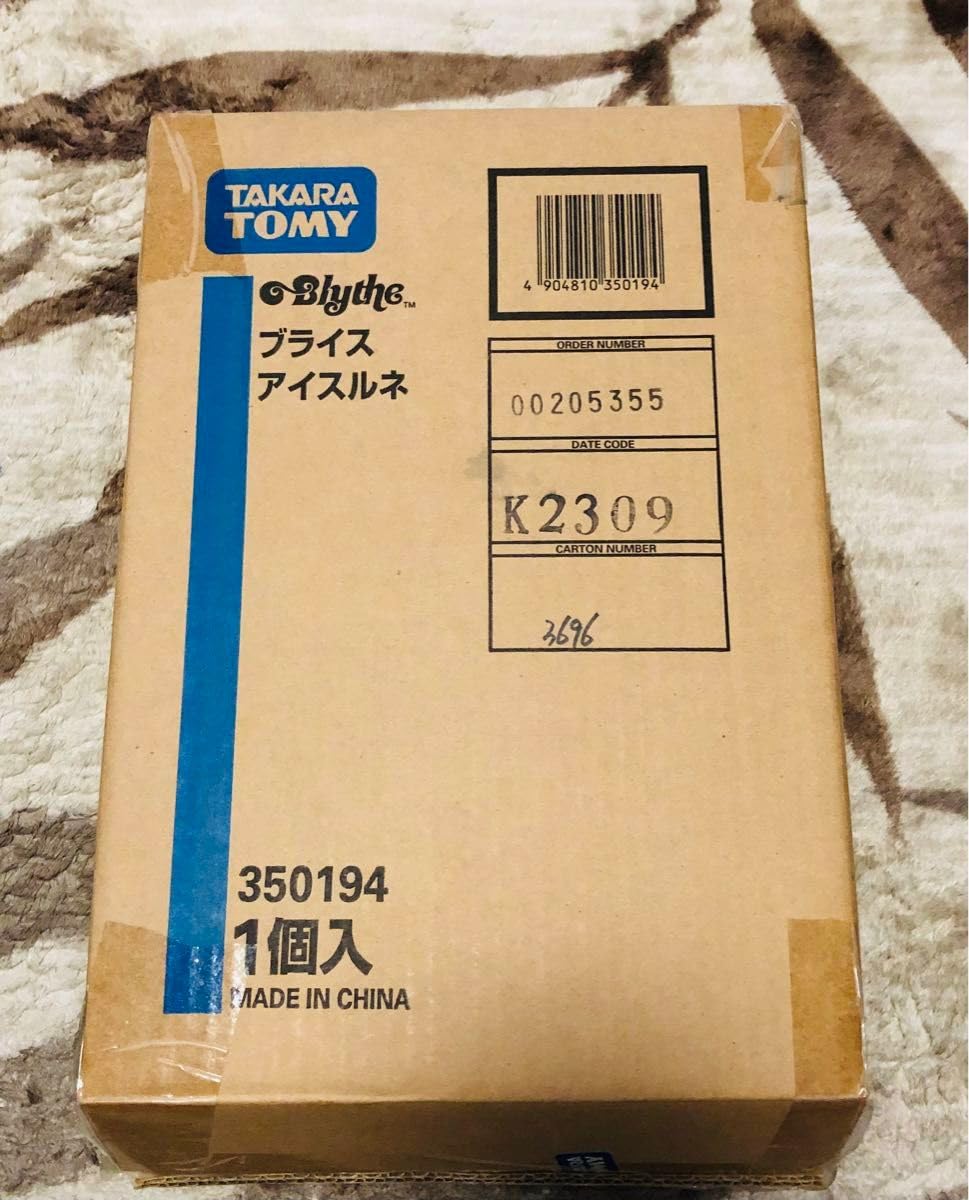 TAKARA
TOMY
Blythe™
ブライス
アイスルネ
4 904810 350194
ORDER NUMBER
00205355
DATE CODE
K2309
CARTON NUMBER
3696
350194
1個入
MADE IN CHINA